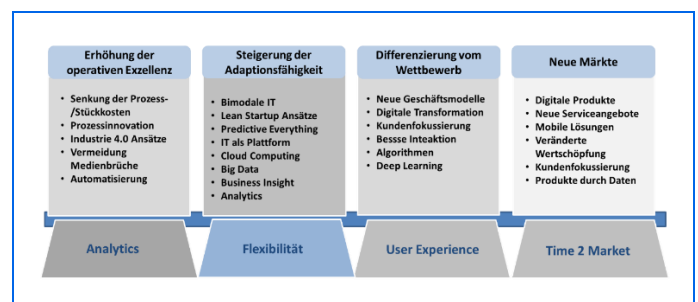 Erhöhung der
operativen Exzellenz
• Senkung der Prozess-
/Stückkosten
• Prozessinnovation
• Industrie 4.0 Ansätze
• Vermeidung
Medienbrüche
• Automatisierung
Analytics
Steigerung der
Adaptionsfähigkeit
• Bimodale IT
• Lean Startup Ansätze
• Predictive Everything
• IT als Plattform
• Cloud Computing
• Big Data
• Business Insight
• Analytics
Flexibilität
Differenzierung vom
Wettbewerb
• Neue Geschäftsmodelle
• Digitale Transformation
• Kundenfokussierung
• Bessse Inteaktion
• Algorithmen
• Deep Learning
User Experience
Neue Märkte
• Digitale Produkte
• Neue Serviceangebote
• Mobile Lösungen
• Veränderte
Wertschöpfung
• Kundenfokussierung
• Produkte durch Daten
Time 2 Market